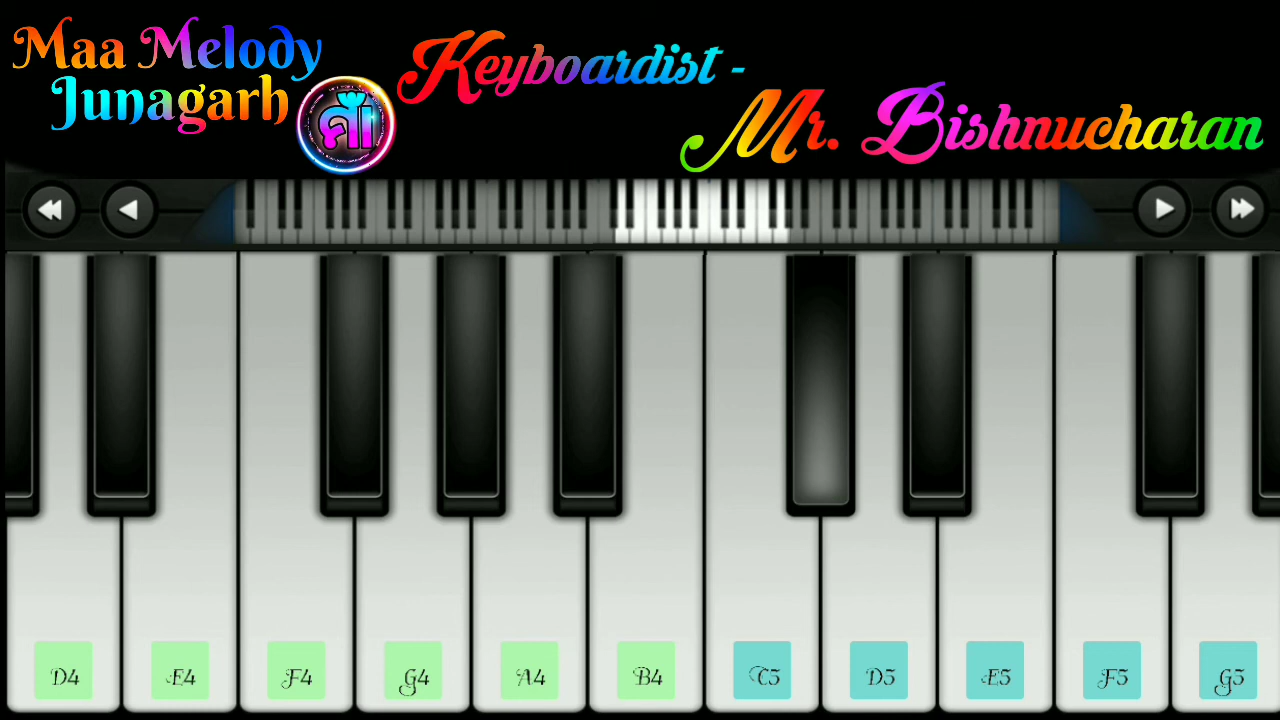 Maa Melody
Junagarh
ମାଁ
Keyboardist -
Mr. Bishnucharan
D4 E4 F4 G4 A4 B4 C5 D5 E5 F5 G5